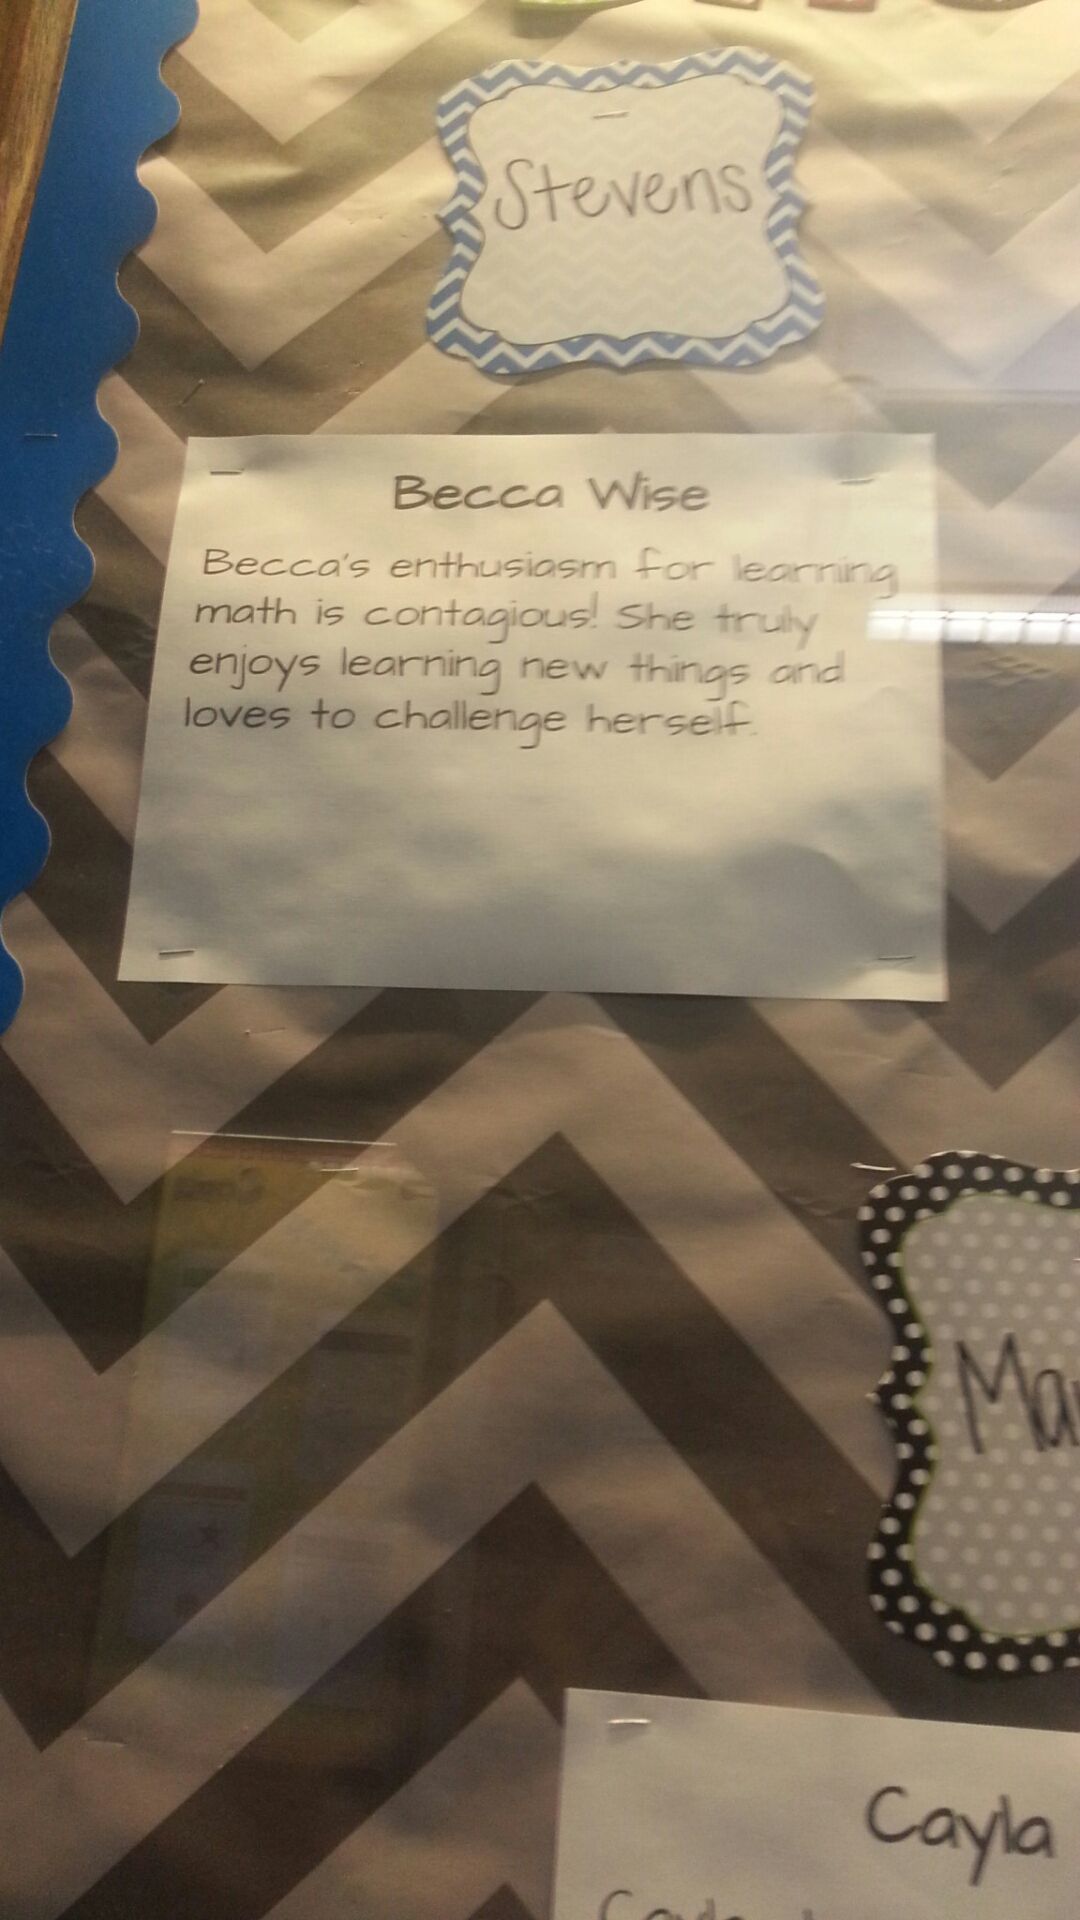 Stevens
Becca Wise
Becca's enthusiasm for learning
math is contagious! She truly
enjoys learning new things and
loves to challenge herself.
Cayla